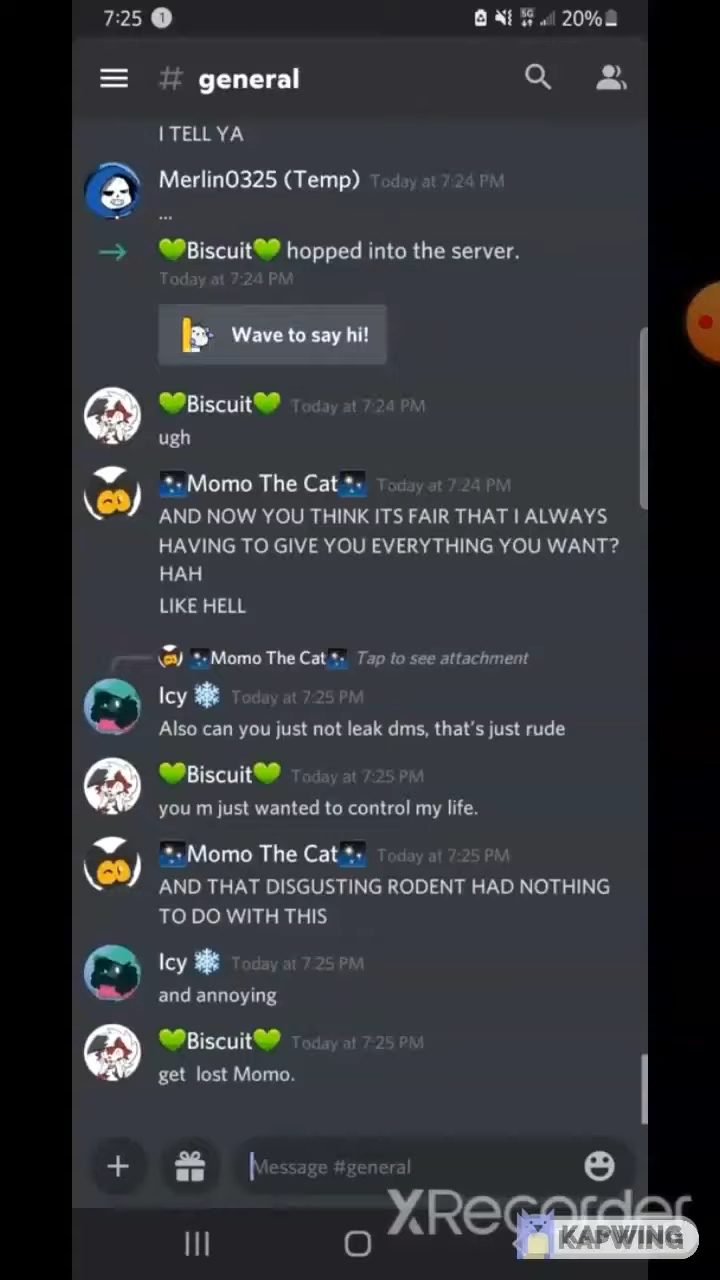 7:25 1 5G 20%
# general
I TELL YA
Merlin0325 (Temp) Today at 7:24 PM
...
💚Biscuit💚 hopped into the server.
Today at 7:24 PM
Wave to say hi!
💚Biscuit💚 Today at 7:24 PM
ugh
🌌Momo The Cat🌌 Today at 7:24 PM
AND NOW YOU THINK ITS FAIR THAT I ALWAYS
HAVING TO GIVE YOU EVERYTHING YOU WANT?
HAH
LIKE HELL
🌌Momo The Cat🌌 Tap to see attachment
Icy ❄️ Today at 7:25 PM
Also can you just not leak dms, that's just rude
💚Biscuit💚 Today at 7:25 PM
you m just wanted to control my life.
🌌Momo The Cat🌌 Today at 7:25 PM
AND THAT DISGUSTING RODENT HAD NOTHING
TO DO WITH THIS
Icy ❄️ Today at 7:25 PM
and annoying
💚Biscuit💚 Today at 7:25 PM
get  lost Momo.
Message #general
XRecorder
KAPWING